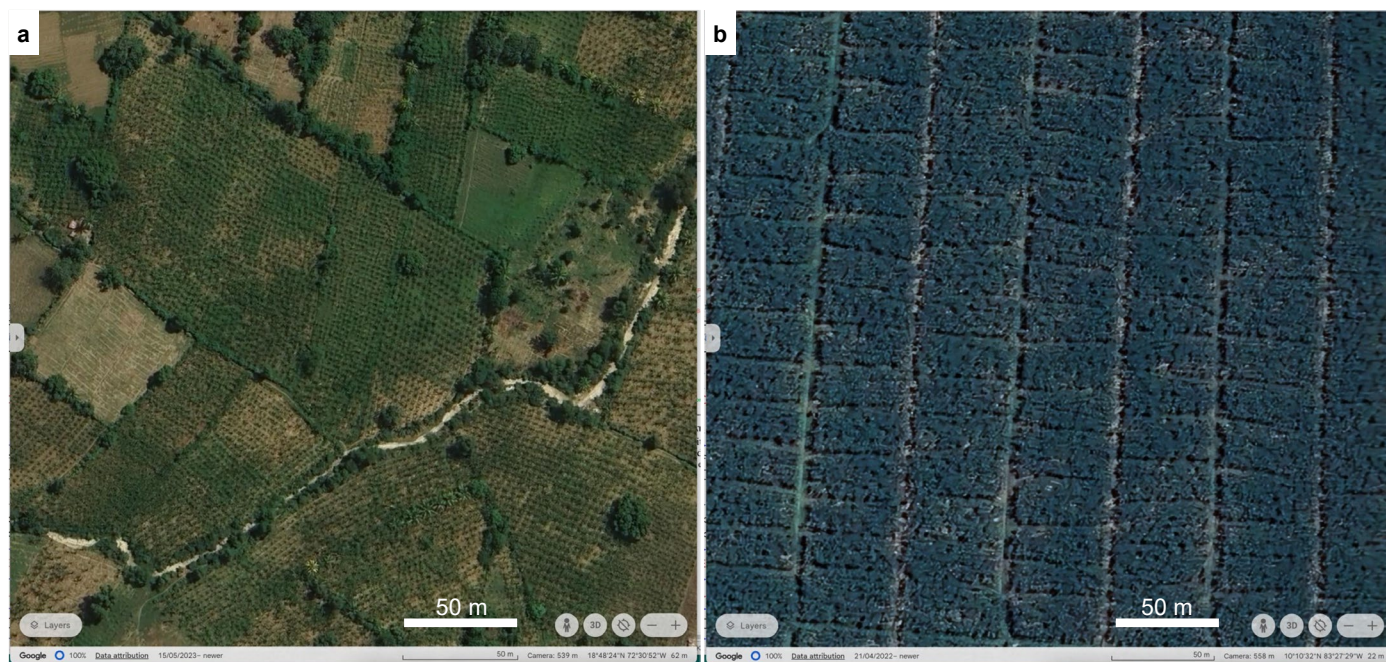 a
b
50 m
50 m
Layers
3D
Layers
3D
Google 100% Data attribution 15/05/2023– newer 50 m Camera: 539 m 18°48'24"N 72°30'52"W 62 m
Google 100% Data attribution 21/04/2022– newer 50 m Camera: 558 m 10°10'32"N 83°27'29"W 22 m